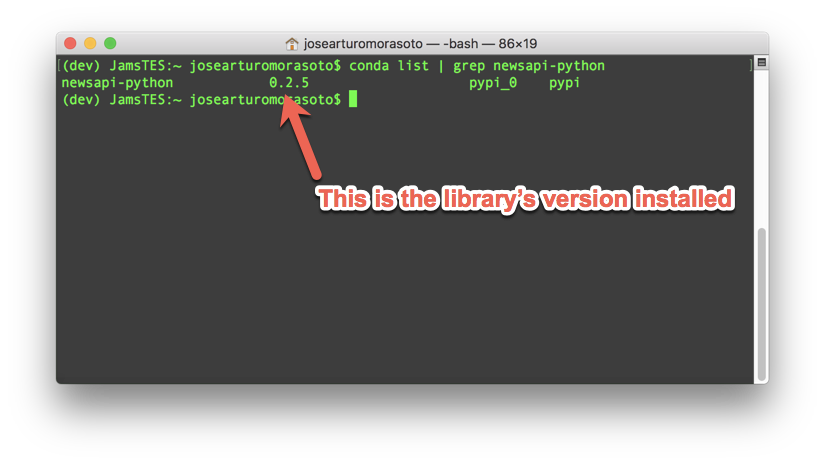 josearturomorasoto — -bash — 86×19
[(dev) JamsTES:~ josearturomorasoto$ conda list | grep newsapi-python ]
newsapi-python 0.2.5 pypi_0 pypi
(dev) JamsTES:~ josearturomorasoto$
This is the library’s version installed